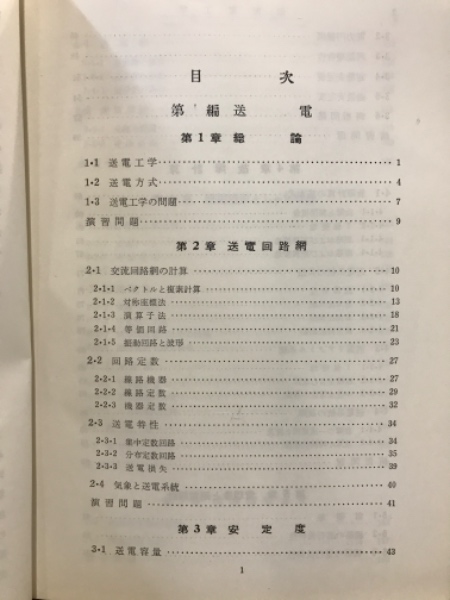 目次
第 編 送電
第1章 総論
1・1 送電工学 1
1・2 送電方式 4
1・3 送電工学の問題 7
演習問題 9
第2章 送電回路網
2・1 交流回路網の計算 10
2・1・1 ベクトルと複素計算 10
2・1・2 対称座標法 13
2・1・3 演算子法 18
2・1・4 等価回路 21
2・1・5 振動回路と波形 23
2・2 回路定数 27
2・2・1 線路機器 27
2・2・2 線路定数 29
2・2・3 機器定数 32
2・3 送電特性 34
2・3・1 集中定数回路 34
2・3・2 分布定数回路 35
2・3・3 送電損失 39
2・4 気象と送電系統 40
演習問題 41
第3章 安定度
3・1 送電容量 43
1